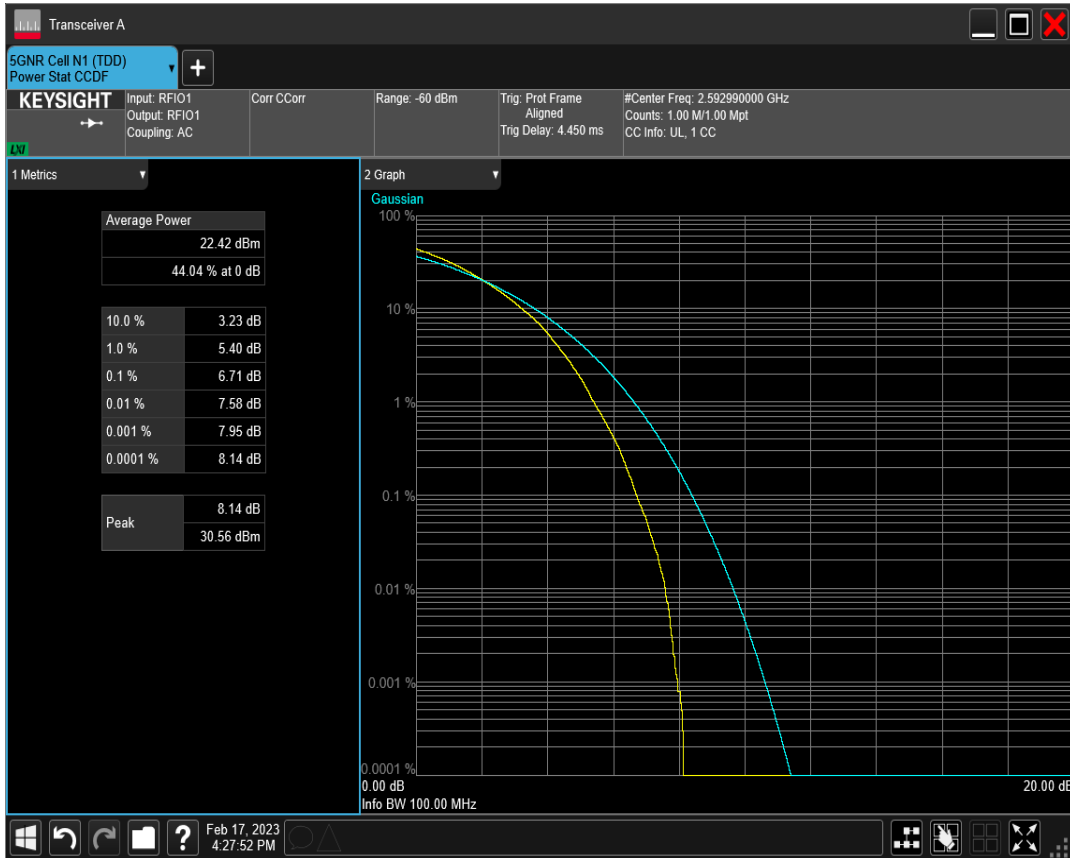 Transceiver A
5GNR Cell N1 (TDD)
Power Stat CCDF
+
KEYSIGHT
LXI
Input: RFIO1
Output: RFIO1
Coupling: AC
Corr CCorr
Range: -60 dBm
Trig: Prot Frame
Aligned
Trig Delay: 4.450 ms
#Center Freq: 2.592990000 GHz
Counts: 1.00 M/1.00 Mpt
CC Info: UL, 1 CC
1 Metrics
Average Power
22.42 dBm
44.04 % at 0 dB
10.0 % 3.23 dB
1.0 % 5.40 dB
0.1 % 6.71 dB
0.01 % 7.58 dB
0.001 % 7.95 dB
0.0001 % 8.14 dB
Peak
8.14 dB
30.56 dBm
2 Graph
Gaussian
100 %
10 %
1 %
0.1 %
0.01 %
0.001 %
0.0001 %
0.00 dB 20.00 dB
Info BW 100.00 MHz
?
Feb 17, 2023
4:27:52 PM